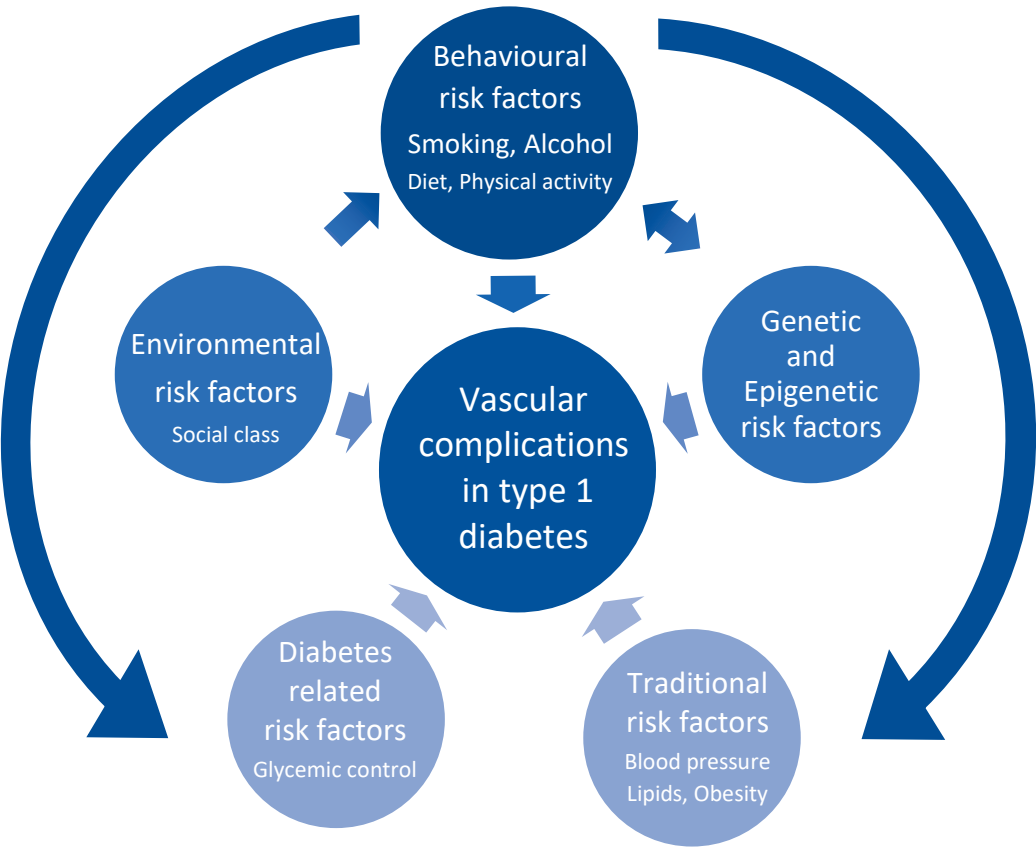 Behavioural
risk factors
Smoking, Alcohol
Diet, Physical activity
Environmental
risk factors
Social class
Genetic
and
Epigenetic
risk factors
Vascular
complications
in type 1
diabetes
Diabetes
related
risk factors
Glycemic control
Traditional
risk factors
Blood pressure
Lipids, Obesity